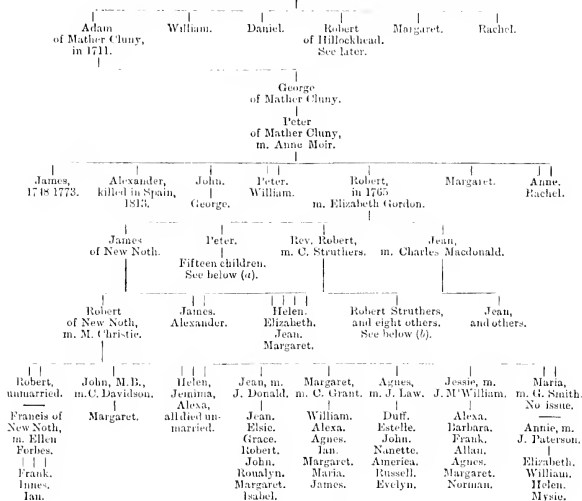 Adam William. Daniel. Robert Margaret. Rachel.
of Mather Cluny, of Hillockhead.
in 1711. See later.
George
of Mather Cluny.
Peter
of Mather Cluny,
m. Anne Moir.
James, Alexander, John. Peter. Robert, Margaret. Anne.
1748-1773. killed in Spain, George. William. in 1765 Rachel.
1813. m. Elizabeth Gordon.
James Peter. Rev. Robert, Jean,
of New Noth. Fifteen children. m. C. Struthers. m. Charles Macdonald.
See below (a).
Robert James. Helen. Robert Struthers, Jean,
of New Noth, Alexander. Elizabeth. and eight others. and others.
m. M. Christie. Jean. See below (b).
Margaret.
Robert, John, M.B., Helen, Jean, m. Margaret, Agnes, Jessie, m. Maria,
unmarried. m. C. Davidson. Jemima, J. Donald. m. C. Grant. m. J. Law. J. M'William. m. G. Smith.
Alexa, No issue.
Francis of Margaret. all died un- Jean. William. Duff. Alexa.
New Noth, married. Elsie. Alexa. Estelle. Barbara. Annie, m.
m. Ellen Grace. Agnes. John. Frank. J. Paterson.
Forbes. Robert. Ian. Nanette. Allan.
John. Margaret. America. Agnes. Elizabeth.
Frank. Roualyn. Maria. Russell. Margaret. William.
Innes. Margaret. James. Evelyn. Norman. Helen.
Ian. Isabel. Mysie.